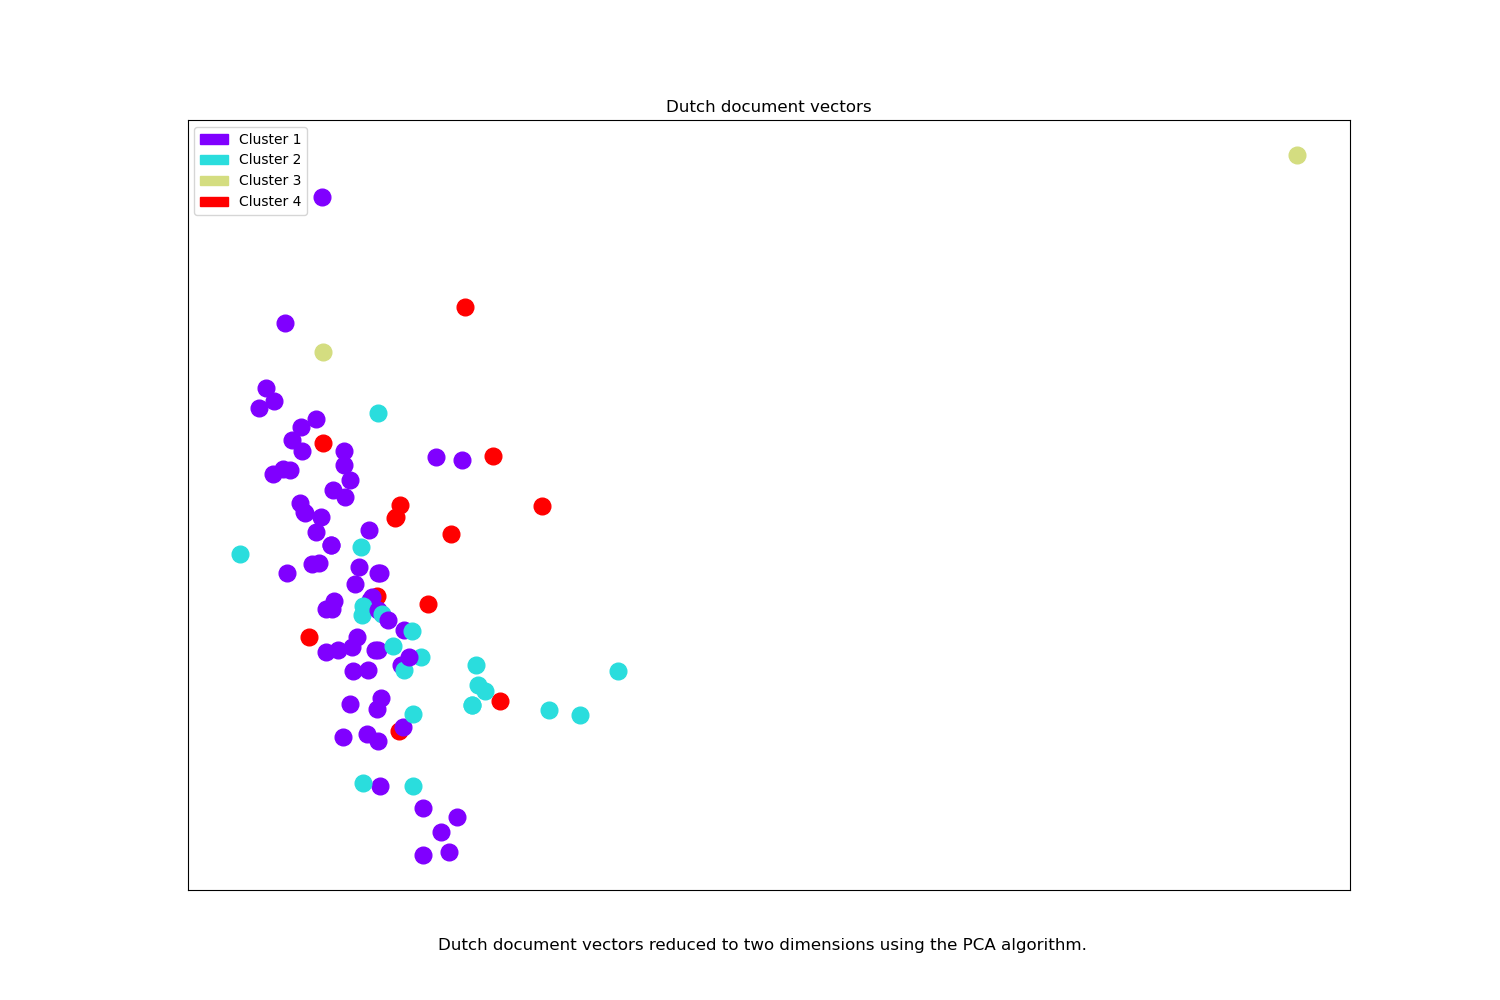 Dutch document vectors
Cluster 1
Cluster 2
Cluster 3
Cluster 4
Dutch document vectors reduced to two dimensions using the PCA algorithm.